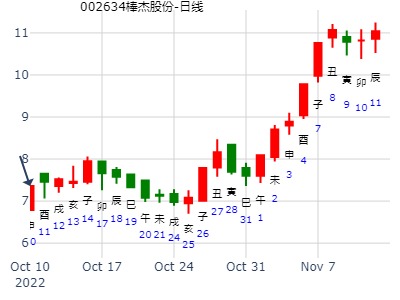 002634棒杰股份-日线
11
10
9
8
7
6
0
酉
11
戌
12
亥
13
子
14
卯
17
辰
18
巳
19
午
20
未
21
戌
24
亥
25
子
26
丑
27
寅
28
巳
31
午
1
未
2
申
3
酉
4
子
7
丑
8
寅
9
卯
10
辰
11
Oct 10
2022
Oct 17
Oct 24
Oct 31
Nov 7